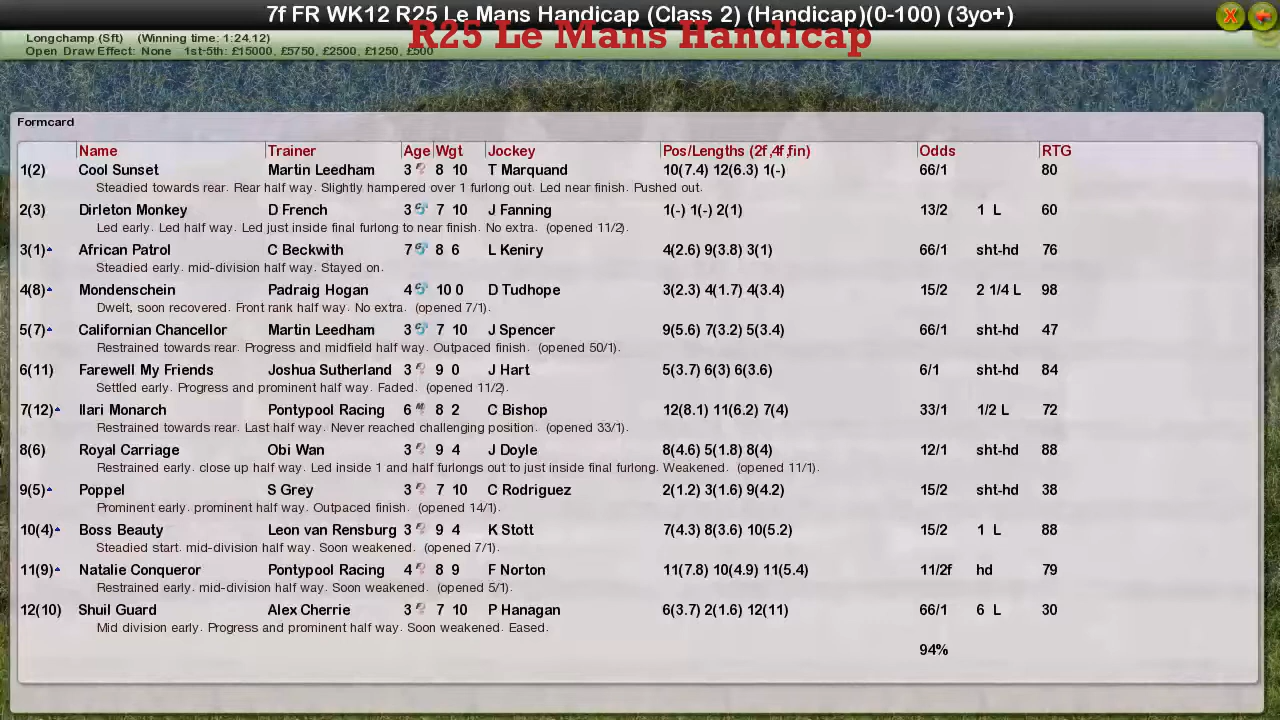 7f FR WK12 R25 Le Mans Handicap (Class 2) (Handicap)(0-100) (3yo+)
R25 Le Mans Handicap
Longchamp (Sft) (Winning time: 1:24.12)
Open Draw Effect: None 1st-5th: £15000, £5750, £2500, £1250, £500
Formcard
Name Trainer Age Wgt Jockey Pos/Lengths (2f,4f,fin) Odds RTG
1(2) Cool Sunset Martin Leedham 3 8 10 T Marquand 10(7.4) 12(6.3) 1(-) 66/1 80
Steadied towards rear. Rear half way. Slightly hampered over 1 furlong out. Led near finish. Pushed out.
2(3) Dirleton Monkey D French 3 7 10 J Fanning 1(-) 1(-) 2(1) 13/2 1 L 60
Led early. Led half way. Led just inside final furlong to near finish. No extra. (opened 11/2).
3(1) African Patrol C Beckwith 7 8 6 L Keniry 4(2.6) 9(3.8) 3(1) 66/1 sht-hd 76
Steadied early. mid-division half way. Stayed on.
4(8) Mondenschein Padraig Hogan 4 10 0 D Tudhope 3(2.3) 4(1.7) 4(3.4) 15/2 2 1/4 L 98
Dwelt, soon recovered. Front rank half way. No extra. (opened 7/1).
5(7) Californian Chancellor Martin Leedham 3 7 10 J Spencer 9(5.6) 7(3.2) 5(3.4) 66/1 sht-hd 47
Restrained towards rear. Progress and midfield half way. Outpaced finish. (opened 50/1).
6(11) Farewell My Friends Joshua Sutherland 3 9 0 J Hart 5(3.7) 6(3) 6(3.6) 6/1 sht-hd 84
Settled early. Progress and prominent half way. Faded. (opened 11/2).
7(12) Ilari Monarch Pontypool Racing 6 8 2 C Bishop 12(8.1) 11(6.2) 7(4) 33/1 1/2 L 72
Restrained towards rear. Last half way. Never reached challenging position. (opened 33/1).
8(6) Royal Carriage Obi Wan 3 9 4 J Doyle 8(4.6) 5(1.8) 8(4) 12/1 sht-hd 88
Restrained early. close up half way. Led inside 1 and half furlongs out to just inside final furlong. Weakened. (opened 11/1).
9(5) Poppel S Grey 3 7 10 C Rodriguez 2(1.2) 3(1.6) 9(4.2) 15/2 sht-hd 38
Prominent early. prominent half way. Outpaced finish. (opened 14/1).
10(4) Boss Beauty Leon van Rensburg 3 9 4 K Stott 7(4.3) 8(3.6) 10(5.2) 15/2 1 L 88
Steadied start. mid-division half way. Soon weakened. (opened 7/1).
11(9) Natalie Conqueror Pontypool Racing 4 8 9 F Norton 11(7.8) 10(4.9) 11(5.4) 11/2f hd 79
Restrained early. mid-division half way. Soon weakened. (opened 5/1).
12(10) Shuil Guard Alex Cherrie 3 7 10 P Hanagan 6(3.7) 2(1.6) 12(11) 66/1 6 L 30
Mid division early. Progress and prominent half way. Soon weakened. Eased.
94%